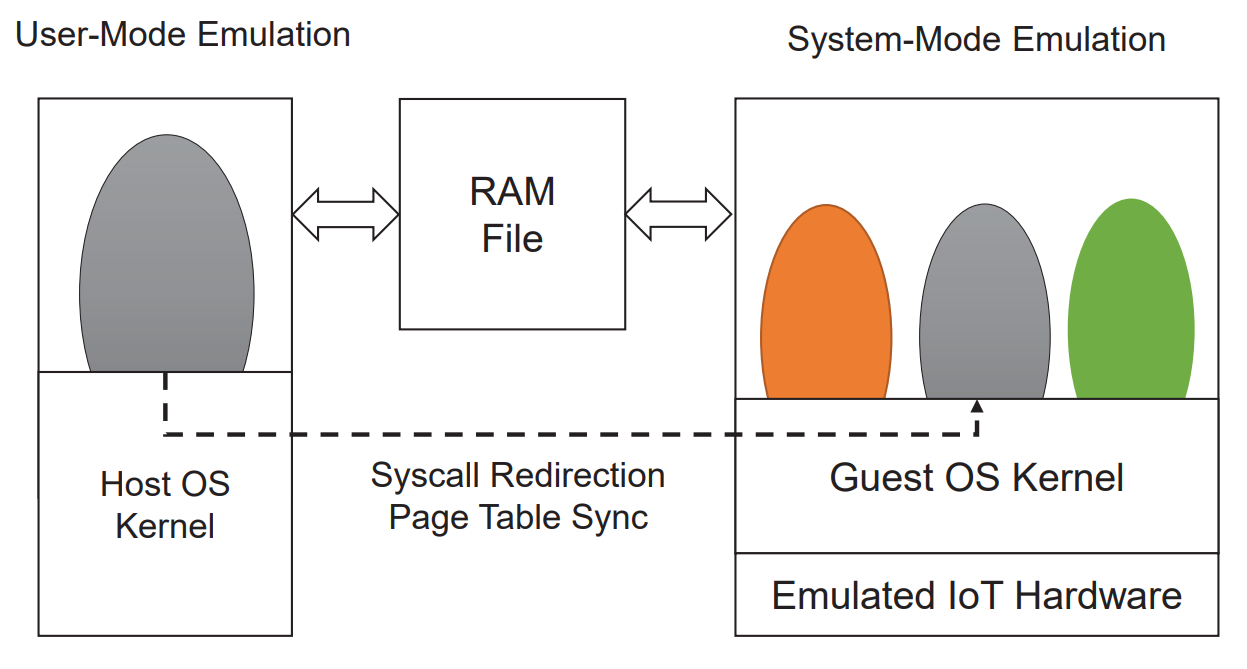 User-Mode Emulation
System-Mode Emulation
RAM
File
Host OS
Kernel
Syscall Redirection
Page Table Sync
Guest OS Kernel
Emulated IoT Hardware